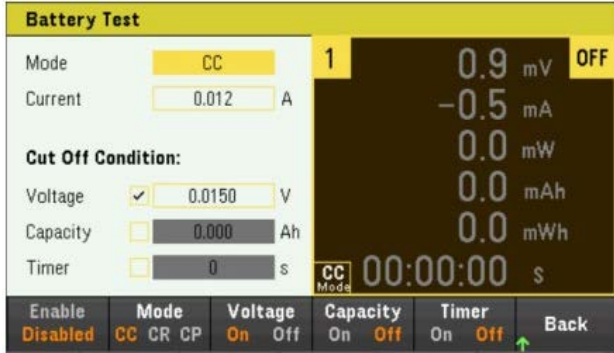 Battery Test
Mode CC
Current 0.012 A
Cut Off Condition:
Voltage 0.0150 V
Capacity 0.000 Ah
Timer 0 s
1 0.9 mV OFF
-0.5 mA
0.0 mW
0.0 mAh
0.0 mWh
CC Mode 00:00:00 s
Enable Mode Voltage Capacity Timer Back
Disabled CC CR CP On Off On Off On Off